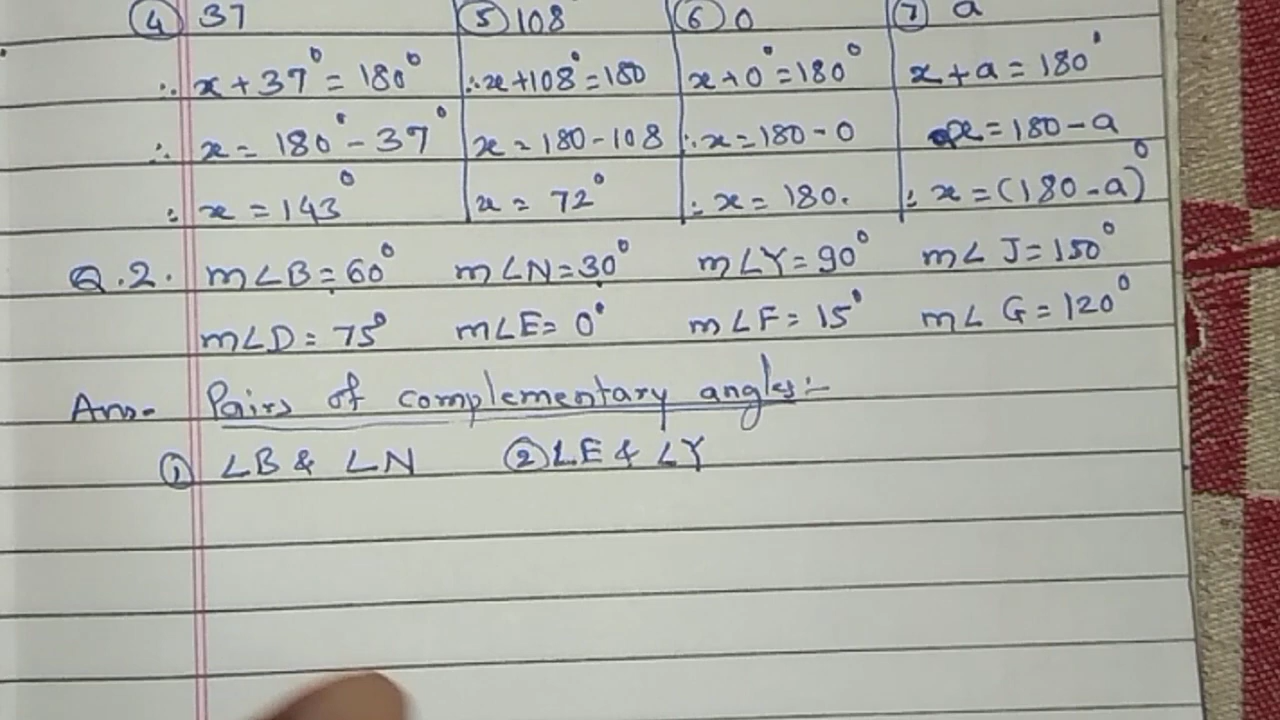 ④ 37 ⑤ 108 ⑥ 0 ⑦ a
∴ x + 37° = 180° ∴ x + 108° = 180 x + 0° = 180° x + a = 180°
∴ x = 180° - 37° x = 180 - 108 ∴ x = 180 - 0 x = 180 - a
∴ x = 143° x = 72° ∴ x = 180. ∴ x = (180 - a)°
Q.2. m∠B = 60° m∠N = 30° m∠Y = 90° m∠J = 150°
m∠D = 75° m∠E = 0° m∠F = 15° m∠G = 120°
Ans- Pairs of complementary angles :-
① ∠B & ∠N ② ∠E & ∠Y